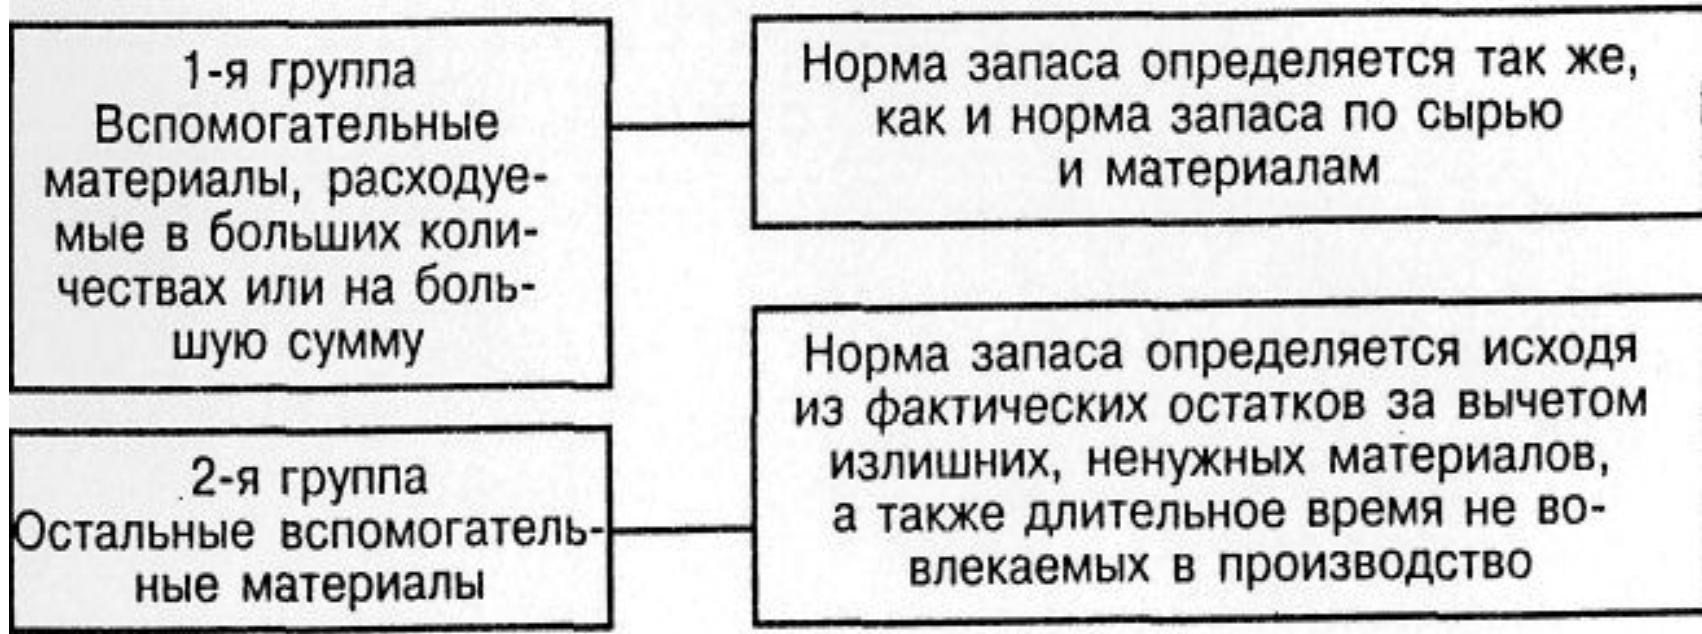 1-я группа
Вспомогательные
материалы, расходуе-
мые в больших коли-
чествах или на боль-
шую сумму
Норма запаса определяется так же,
как и норма запаса по сырью
и материалам
2-я группа
Остальные вспомогатель-
ные материалы
Норма запаса определяется исходя
из фактических остатков за вычетом
излишних, ненужных материалов,
а также длительное время не во-
влекаемых в производство